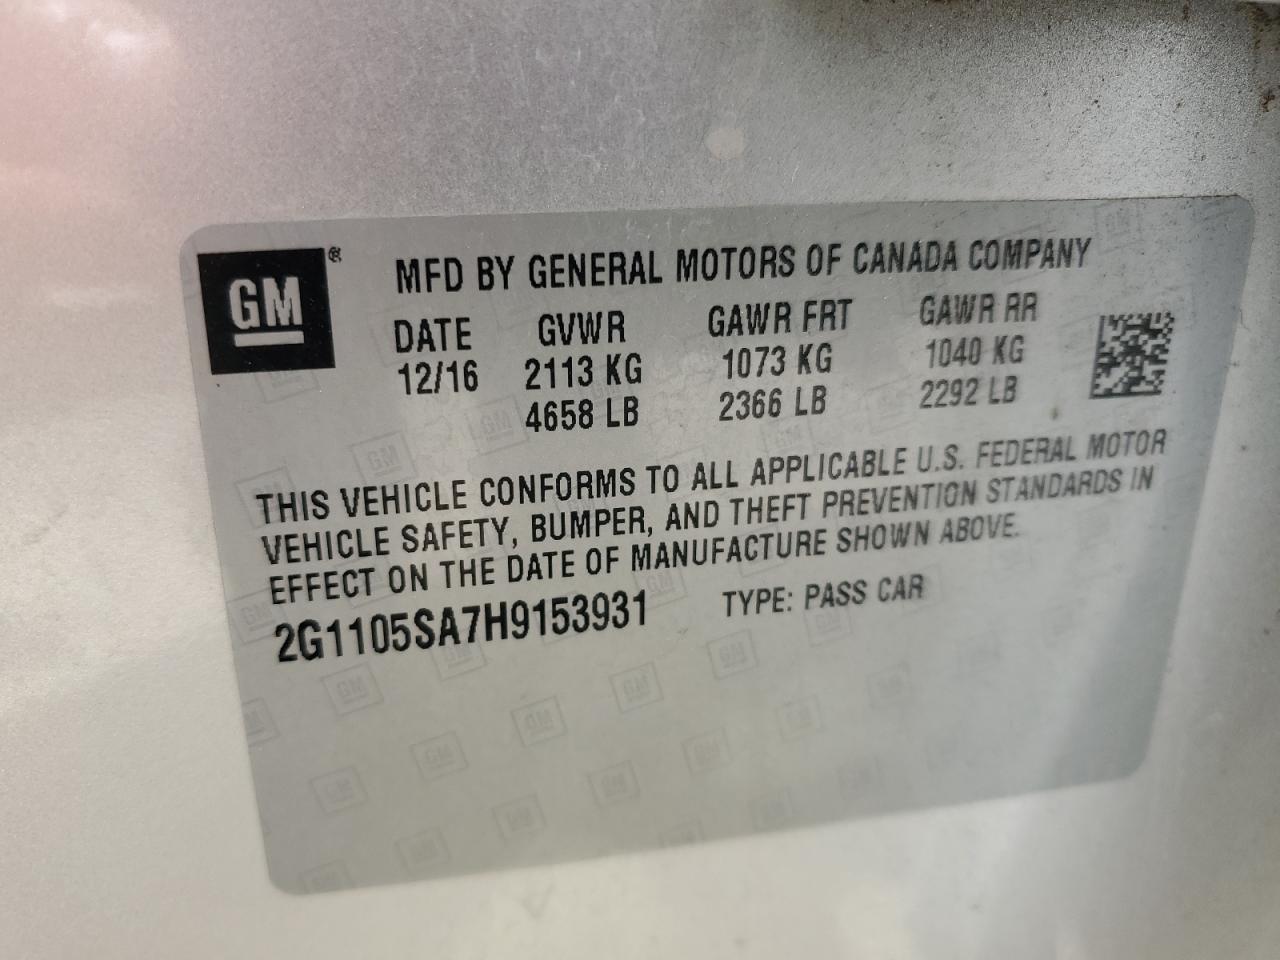 GM ®
MFD BY GENERAL MOTORS OF CANADA COMPANY
DATE GVWR GAWR FRT GAWR RR
12/16 2113 KG 1073 KG 1040 KG
4658 LB 2366 LB 2292 LB
THIS VEHICLE CONFORMS TO ALL APPLICABLE U.S. FEDERAL MOTOR
VEHICLE SAFETY, BUMPER, AND THEFT PREVENTION STANDARDS IN
EFFECT ON THE DATE OF MANUFACTURE SHOWN ABOVE.
2G1105SA7H9153931 TYPE: PASS CAR